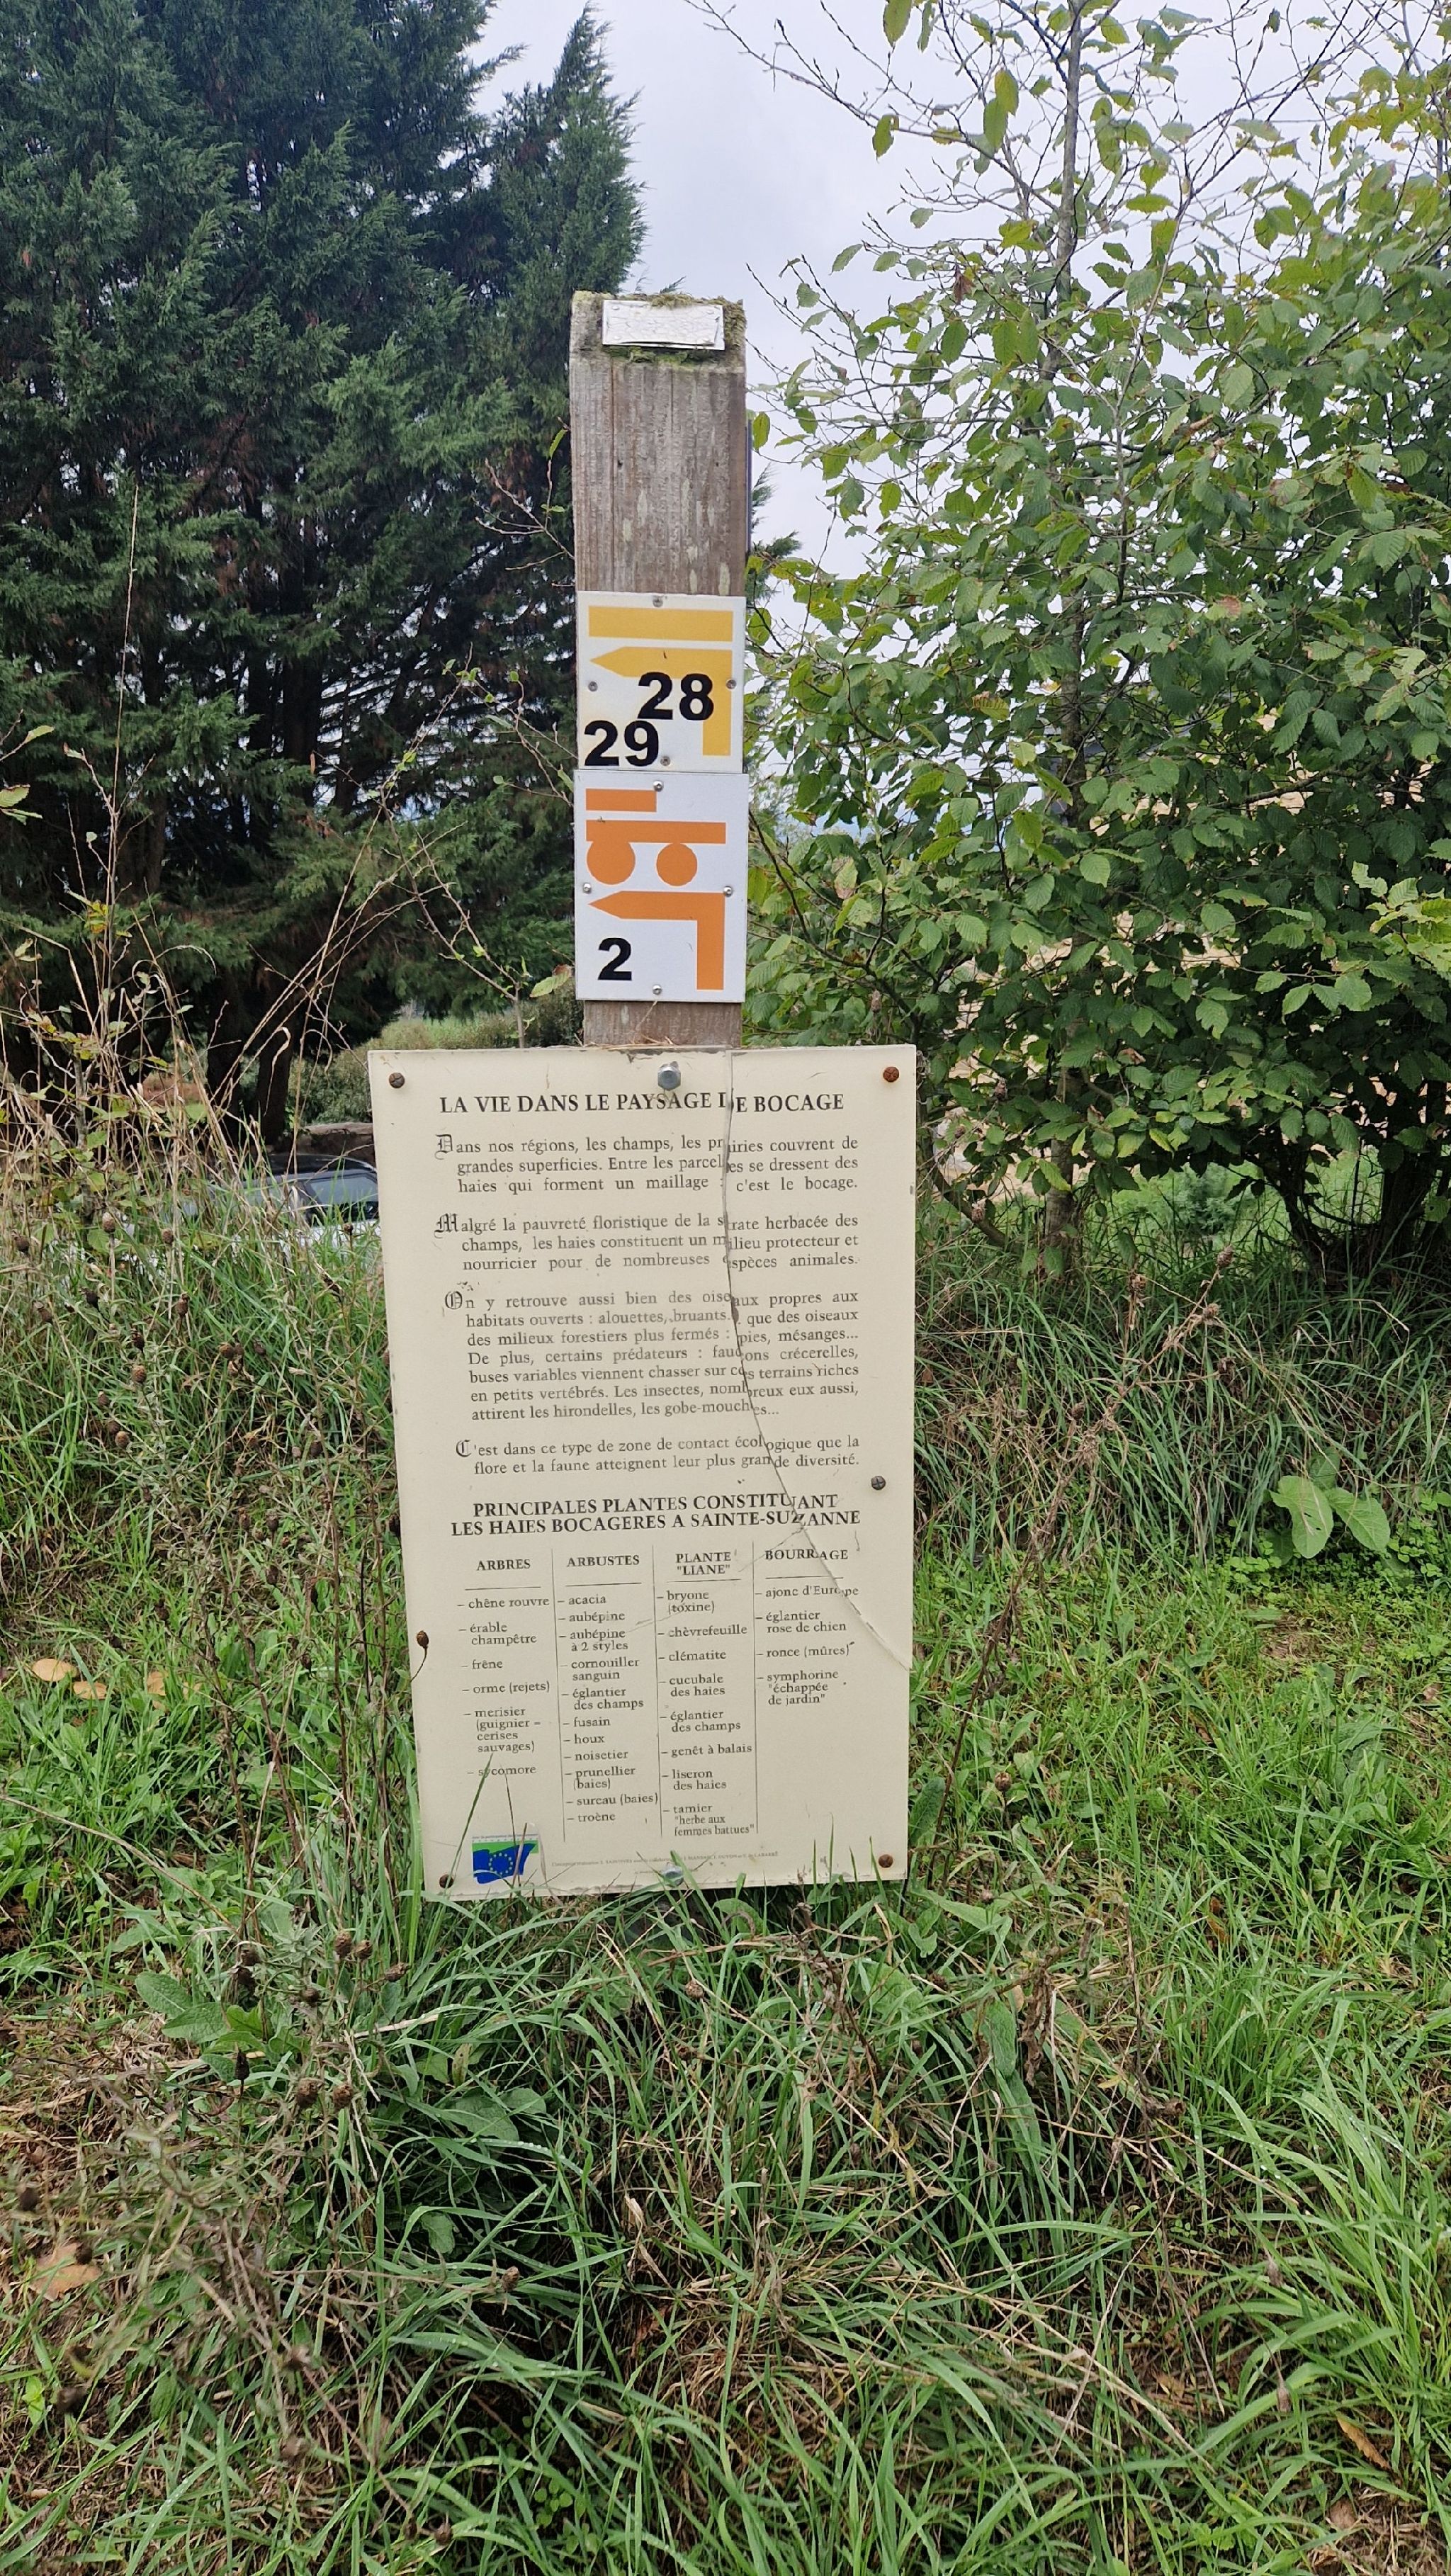 28
29
2
LA VIE DANS LE PAYSAGE DE BOCAGE
Dans nos régions, les champs, les prairies couvrent de
grandes superficies. Entre les parcelles se dressent des
haies qui forment un maillage : c'est le bocage.
Malgré la pauvreté floristique de la strate herbacée des
champs, les haies constituent un milieu protecteur et
nourricier pour de nombreuses espèces animales.
On y retrouve aussi bien des oiseaux propres aux
habitats ouverts : alouettes, bruants.. que des oiseaux
des milieux forestiers plus fermés : pies, mésanges...
De plus, certains prédateurs : faucons crécerelles,
buses variables viennent chasser sur ces terrains riches
en petits vertébrés. Les insectes, nombreux eux aussi,
attirent les hirondelles, les gobe-mouches...
C'est dans ce type de zone de contact écologique que la
flore et la faune atteignent leur plus grande diversité.
PRINCIPALES PLANTES CONSTITUANT
LES HAIES BOCAGERES A SAINTE-SUZANNE
ARBRES
– chêne rouvre
– érable
champêtre
– frêne
– orme (rejets)
– merisier
(guignier –
cerises
sauvages)
– sycomore
ARBUSTES
– acacia
– aubépine
– aubépine
à 2 styles
– cornouiller
sanguin
– églantier
des champs
– fusain
– houx
– noisetier
– prunellier
(baies)
– sureau (baies)
– troène
PLANTE
"LIANE"
– bryone
(toxine)
– chèvrefeuille
– clématite
– cucubale
des haies
– églantier
des champs
– genêt à balais
– liseron
des haies
– tamier
"herbe aux
femmes battues"
BOURRAGE
– ajonc d'Europe
– églantier
rose de chien
– ronce (mûres)
– symphorine
"échappée
de jardin"